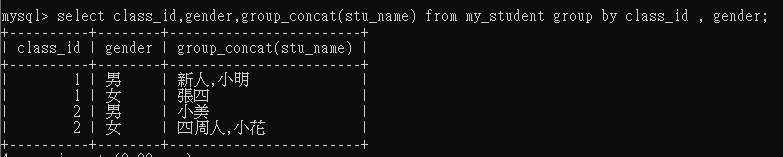 mysql> select class_id,gender,group_concat(stu_name) from my_student group by class_id , gender;
+----------+--------+------------------------+
| class_id | gender | group_concat(stu_name) |
+----------+--------+------------------------+
| 1 | 男 | 新人,小明 |
| 1 | 女 | 張四 |
| 2 | 男 | 小美 |
| 2 | 女 | 四周人,小花 |
+----------+--------+------------------------+